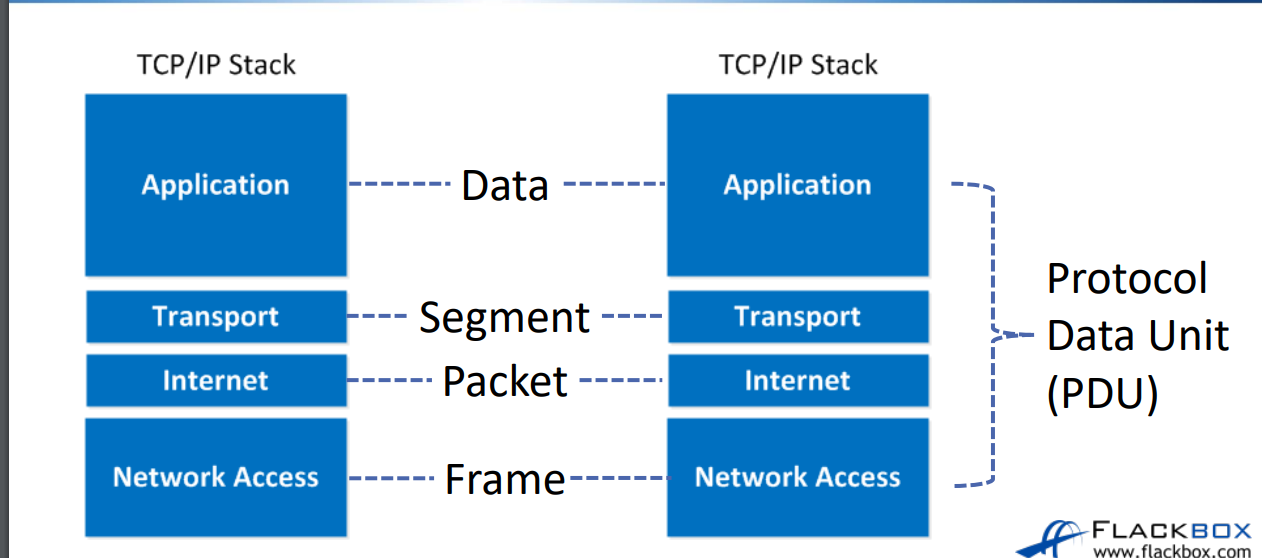 TCP/IP Stack
TCP/IP Stack
Application
Data
Application
Transport
Segment
Transport
Internet
Packet
Internet
Network Access
Frame
Network Access
Protocol
Data Unit
(PDU)
FLACKBOX
www.flackbox.com